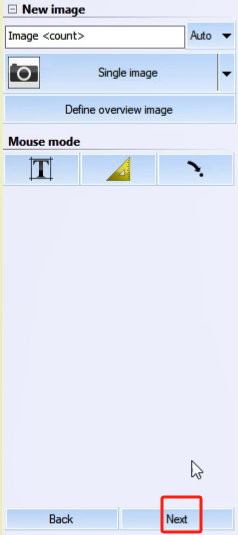 New image
Image <count>
Auto
Single image
Define overview image
Mouse mode
T
Back
Next